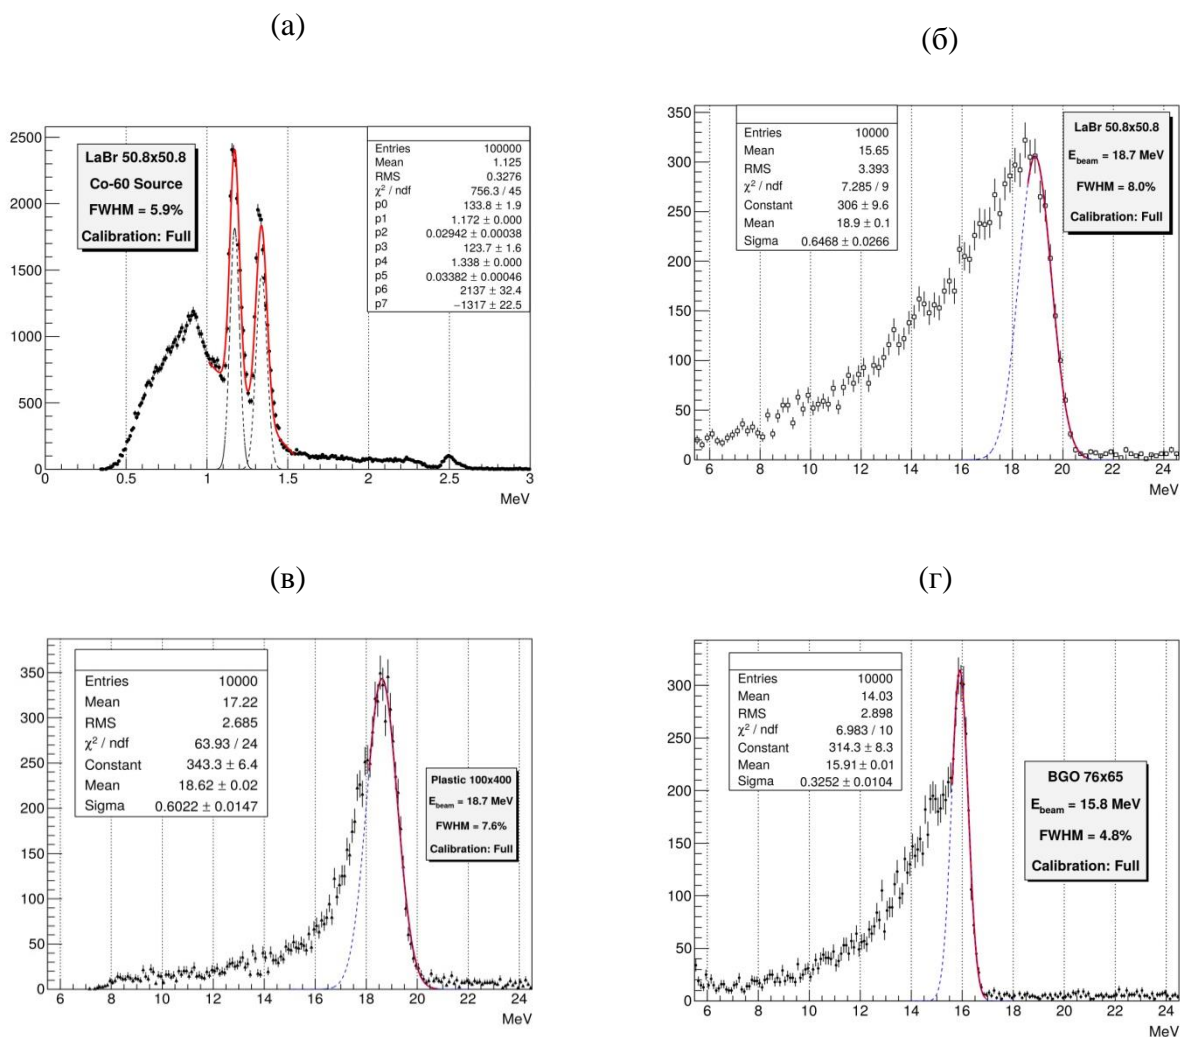 (а)
2500
2000
1500
1000
500
0
0
0.5
1
1.5
2
2.5
3
MeV
LaBr 50.8x50.8
Co-60 Source
FWHM = 5.9%
Calibration: Full
Entries 100000
Mean 1.125
RMS 0.3276
χ² / ndf 756.3 / 45
p0 133.8 ± 1.9
p1 1.172 ± 0.000
p2 0.02942 ± 0.00038
p3 123.7 ± 1.6
p4 1.338 ± 0.000
p5 0.03382 ± 0.00046
p6 2137 ± 32.4
p7 −1317 ± 22.5
(б)
350
300
250
200
150
100
50
0
6
8
10
12
14
16
18
20
22
24
MeV
Entries 10000
Mean 15.65
RMS 3.393
χ² / ndf 7.285 / 9
Constant 306 ± 9.6
Mean 18.9 ± 0.1
Sigma 0.6468 ± 0.0266
LaBr 50.8x50.8
E_beam = 18.7 MeV
FWHM = 8.0%
Calibration: Full
(в)
350
300
250
200
150
100
50
0
6
8
10
12
14
16
18
20
22
24
MeV
Entries 10000
Mean 17.22
RMS 2.685
χ² / ndf 63.93 / 24
Constant 343.3 ± 6.4
Mean 18.62 ± 0.02
Sigma 0.6022 ± 0.0147
Plastic 100x400
E_beam = 18.7 MeV
FWHM = 7.6%
Calibration: Full
(г)
300
250
200
150
100
50
0
6
8
10
12
14
16
18
20
22
24
MeV
Entries 10000
Mean 14.03
RMS 2.898
χ² / ndf 6.983 / 10
Constant 314.3 ± 8.3
Mean 15.91 ± 0.01
Sigma 0.3252 ± 0.0104
BGO 76x65
E_beam = 15.8 MeV
FWHM = 4.8%
Calibration: Full